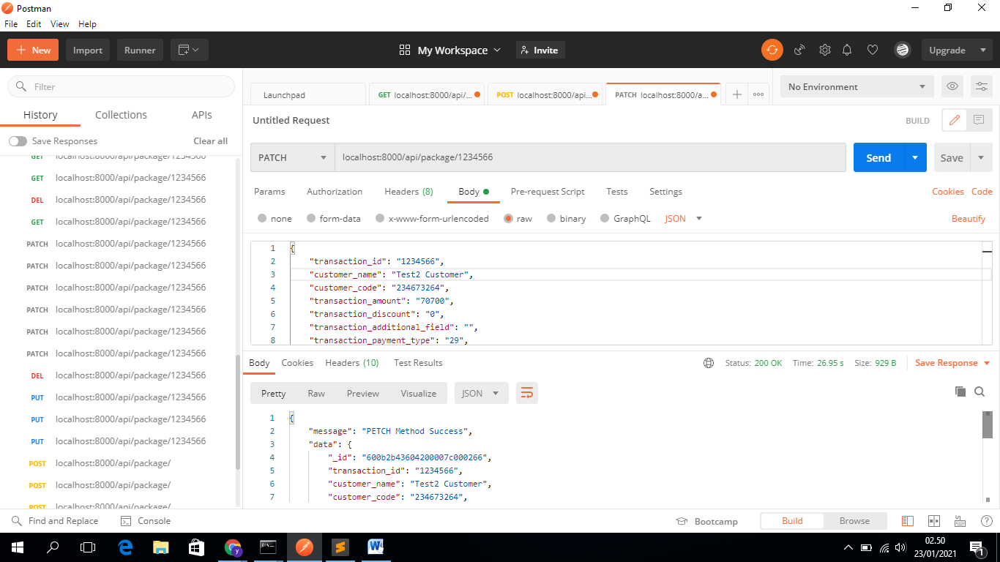 Postman
File Edit View Help
New Import Runner My Workspace Invite Upgrade
Filter
History Collections APIs
Save Responses Clear all
GET localhost:8000/api/package/1234566
GET localhost:8000/api/package/1234566
DEL localhost:8000/api/package/1234566
GET localhost:8000/api/package/1234566
PATCH localhost:8000/api/package/1234566
PATCH localhost:8000/api/package/1234566
PATCH localhost:8000/api/package/1234566
PATCH localhost:8000/api/package/1234566
PATCH localhost:8000/api/package/1234566
PATCH localhost:8000/api/package/1234566
DEL localhost:8000/api/package/1234566
PUT localhost:8000/api/package/1234566
PUT localhost:8000/api/package/1234566
PUT localhost:8000/api/package/1234566
POST localhost:8000/api/package/
POST localhost:8000/api/package/
POST localhost:8000/api/package/
Launchpad GET localhost:8000/api/... POST localhost:8000/api... PATCH localhost:8000/a... No Environment
Untitled Request BUILD
PATCH localhost:8000/api/package/1234566 Send Save
Params Authorization Headers (8) Body Pre-request Script Tests Settings Cookies Code
none form-data x-www-form-urlencoded raw binary GraphQL JSON Beautify
1 {
2 "transaction_id": "1234566",
3 "customer_name": "Test2 Customer",
4 "customer_code": "234673264",
5 "transaction_amount": "70700",
6 "transaction_discount": "0",
7 "transaction_additional_field": "",
8 "transaction_payment_type": "29",
Body Cookies Headers (10) Test Results Status: 200 OK Time: 26.95 s Size: 929 B Save Response
Pretty Raw Preview Visualize JSON
1 {
2 "message": "PETCH Method Success",
3 "data": {
4 "_id": "600b2b43604200007c000266",
5 "transaction_id": "1234566",
6 "customer_name": "Test2 Customer",
7 "customer_code": "234673264",
Find and Replace Console Bootcamp Build Browse
02.50
23/01/2021
1